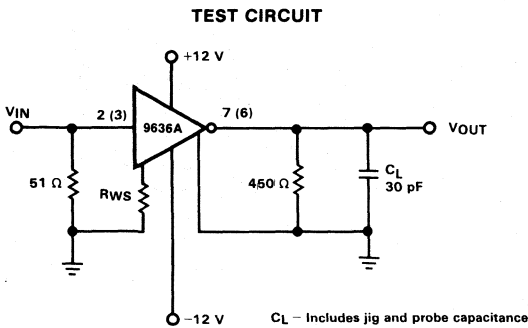 TEST CIRCUIT
+12 V
VIN
2 (3)
7 (6)
9636A
VOUT
51 Ω
RWS
450 Ω
CL
30 pF
−12 V
CL – Includes jig and probe capacitance